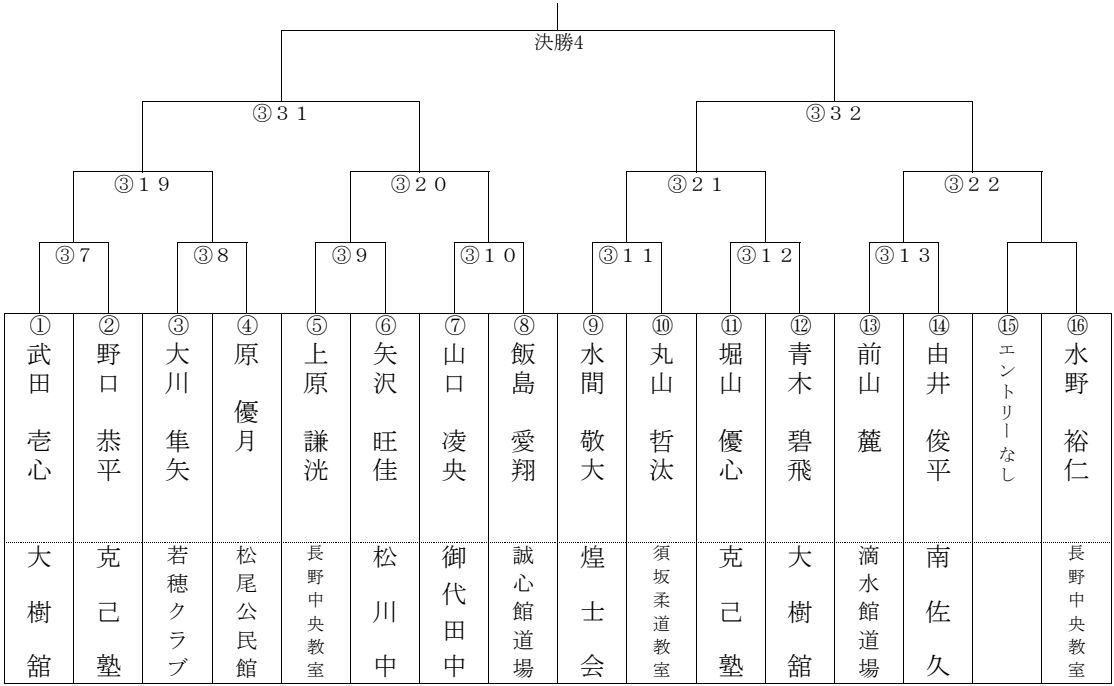 決勝4
③３１
③３２
③１９
③２０
③２１
③２２
③７
③８
③９
③１０
③１１
③１２
③１３
①
武田　壱心
大樹舘
②
野口　恭平
克己塾
③
大川　隼矢
若穂クラブ
④
原　優月
松尾公民館
⑤
上原　謙洸
長野中央教室
⑥
矢沢　旺佳
松川中
⑦
山口　凌央
御代田中
⑧
飯島　愛翔
誠心館道場
⑨
水間　敬大
煌士会
⑩
丸山　哲汰
須坂柔道教室
⑪
堀山　優心
克己塾
⑫
青木　碧飛
大樹舘
⑬
前山　麓
滴水館道場
⑭
由井　俊平
南佐久
⑮
エントリーなし
⑯
水野　裕仁
長野中央教室